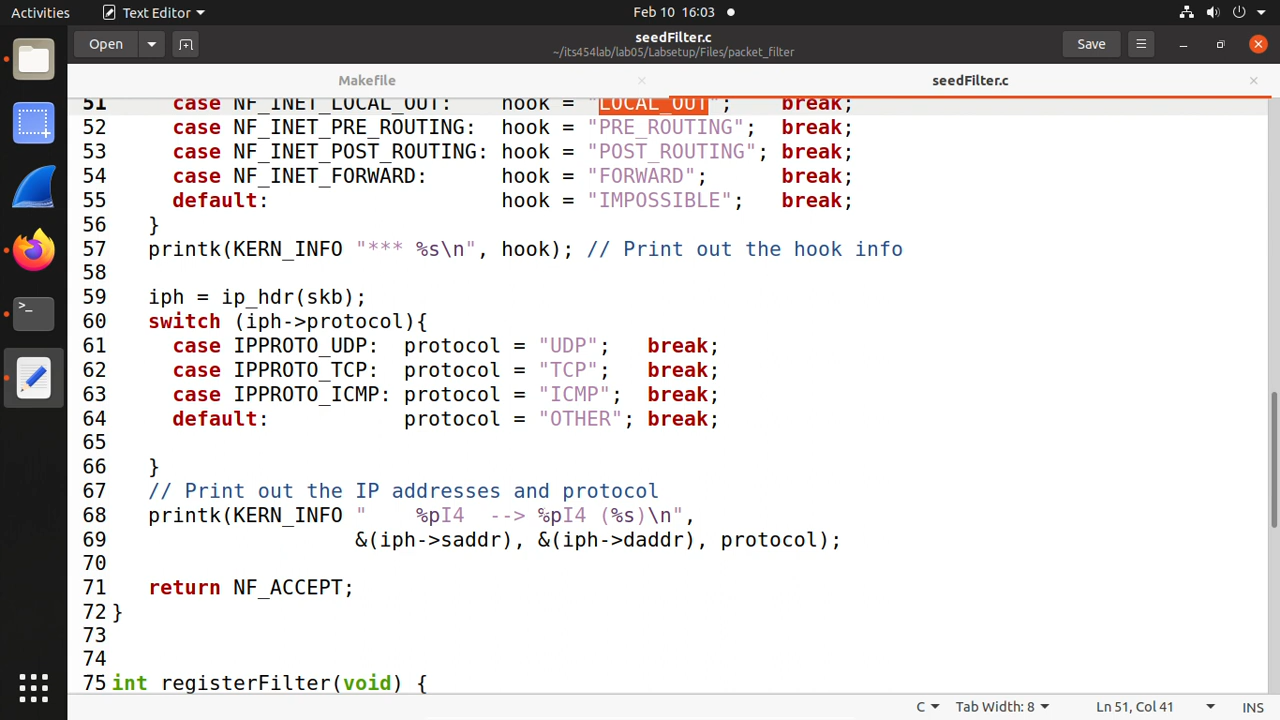 Activities
Text Editor
Feb 10 16:03
Open
seedFilter.c
~/its454lab/lab05/Labsetup/Files/packet_filter
Save
Makefile
seedFilter.c
51 case NF_INET_LOCAL_OUT: hook = "LOCAL_OUT"; break;
52 case NF_INET_PRE_ROUTING: hook = "PRE_ROUTING"; break;
53 case NF_INET_POST_ROUTING: hook = "POST_ROUTING"; break;
54 case NF_INET_FORWARD: hook = "FORWARD"; break;
55 default: hook = "IMPOSSIBLE"; break;
56 }
57 printk(KERN_INFO "*** %s\n", hook); // Print out the hook info
58
59 iph = ip_hdr(skb);
60 switch (iph->protocol){
61 case IPPROTO_UDP: protocol = "UDP"; break;
62 case IPPROTO_TCP: protocol = "TCP"; break;
63 case IPPROTO_ICMP: protocol = "ICMP"; break;
64 default: protocol = "OTHER"; break;
65
66 }
67 // Print out the IP addresses and protocol
68 printk(KERN_INFO " %pI4 --> %pI4 (%s)\n",
69 &(iph->saddr), &(iph->daddr), protocol);
70
71 return NF_ACCEPT;
72 }
73
74
75 int registerFilter(void) {
C
Tab Width: 8
Ln 51, Col 41
INS